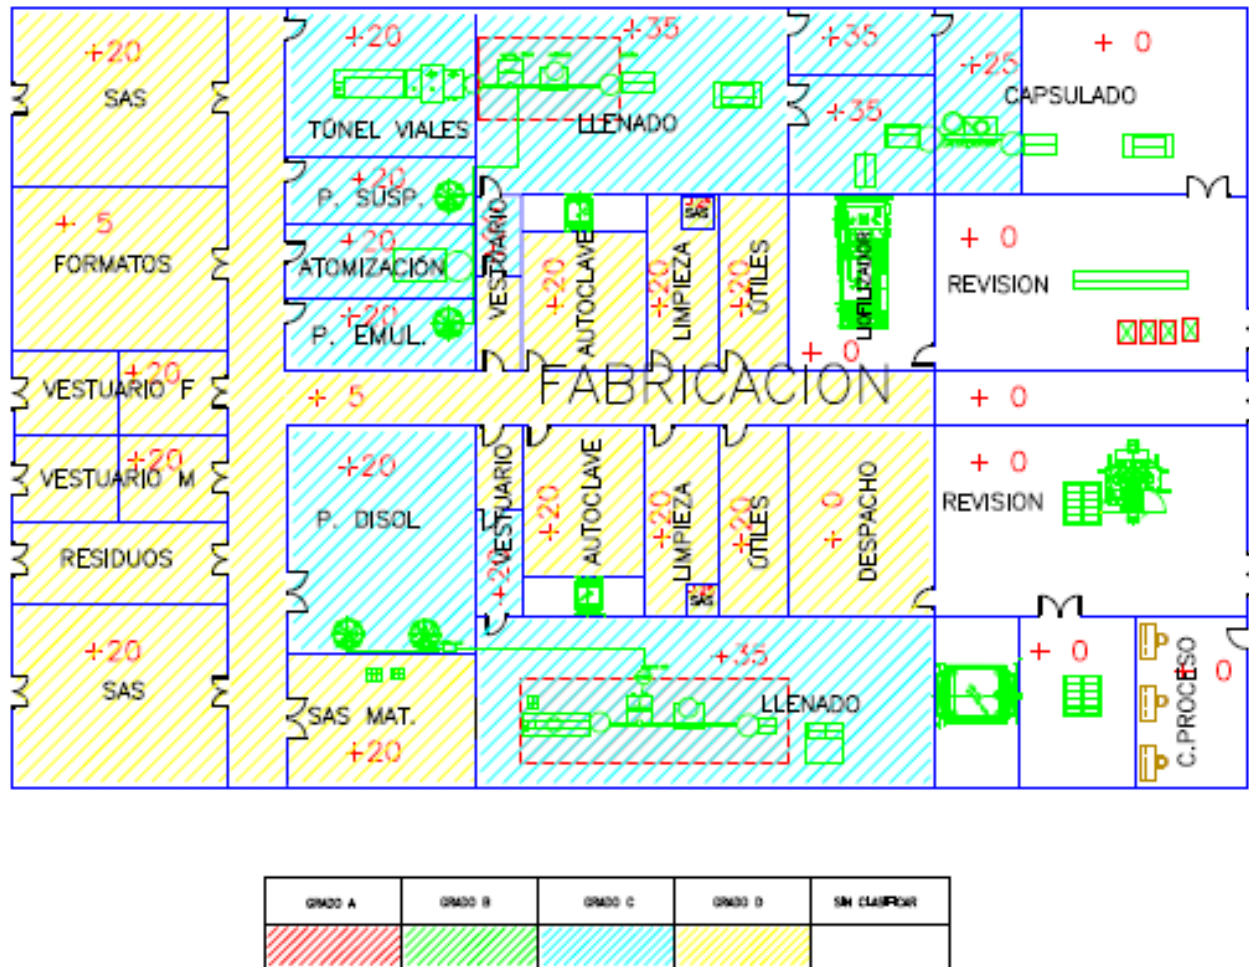 +20
SAS
+20
TÚNEL VIALES
+35
LLENADO
+35
+35
+25
+ 0
CAPSULADO
+20
P. SUSP.
+ 5
FORMATOS
+20
ATOMIZACIÓN
+20
P. EMUL.
VESTUARIO
+20
AUTOCLAVE
+20
LIMPIEZA
SAS
+20
ÚTILES
LIOFILIZADOR
+ 0
+ 0
REVISION
VESTUARIO F
+20
+ 5
FABRICACION
+ 0
VESTUARIO M
+20
RESIDUOS
+20
P. DISOL
VESTUARIO
+20
+20
AUTOCLAVE
+20
LIMPIEZA
SAS
+20
ÚTILES
+ 0
DESPACHO
+ 0
REVISION
+20
SAS
SAS MAT.
+20
+35
LLENADO
+ 0
C.PROCESO
+ 0
GRADO A
GRADO B
GRADO C
GRADO D
SIN CLASIFICAR